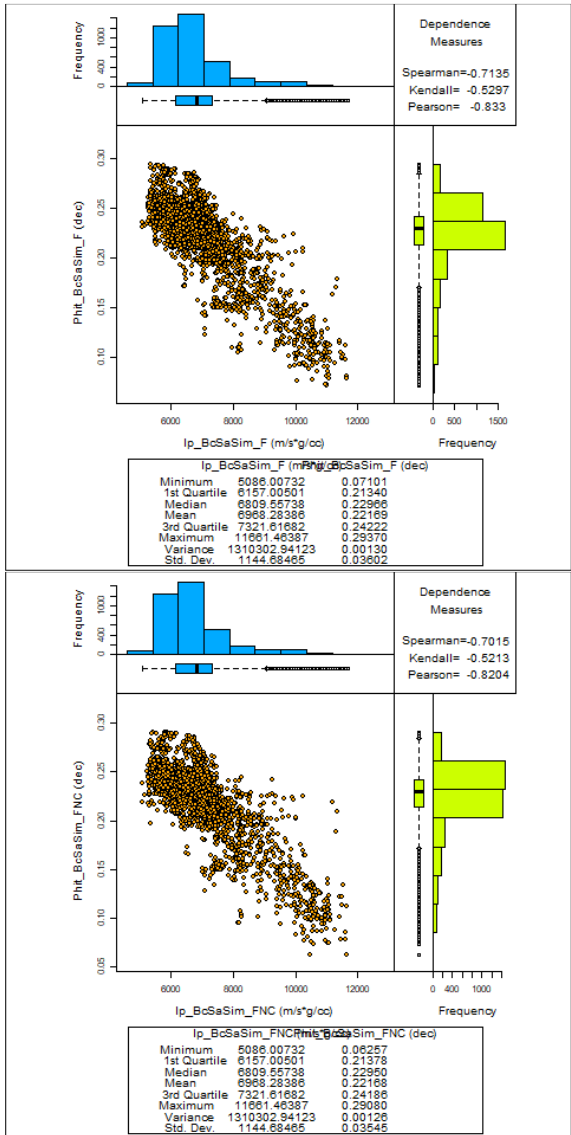 Frequency
0 400 1000
Dependence
Measures
Spearman=-0.7135
Kendall= -0.5297
Pearson= -0.833
Phit_BcSaSim_F (dec)
0.10 0.15 0.20 0.25 0.30
6000 8000 10000 12000
Ip_BcSaSim_F (m/s*g/cc)
0 500 1500
Frequency
Ip_BcSaSim_F (m/s*g/cc) Phit_BcSaSim_F (dec)
Minimum 5086.00732 0.07101
1st Quartile 6157.00501 0.21340
Median 6809.55738 0.22966
Mean 6968.28386 0.22169
3rd Quartile 7321.61682 0.24222
Maximum 11661.46387 0.29370
Variance 1310302.94123 0.00130
Std. Dev. 1144.68465 0.03602
Frequency
0 400 1000
Dependence
Measures
Spearman=-0.7015
Kendall= -0.5213
Pearson= -0.8204
Phit_BcSaSim_FNC (dec)
0.05 0.10 0.15 0.20 0.25 0.30
6000 8000 10000 12000
Ip_BcSaSim_FNC (m/s*g/cc)
0 400 1000
Frequency
Ip_BcSaSim_FNC (m/s*g/cc) Phit_BcSaSim_FNC (dec)
Minimum 5086.00732 0.06257
1st Quartile 6157.00501 0.21378
Median 6809.55738 0.22950
Mean 6968.28386 0.22168
3rd Quartile 7321.61682 0.24186
Maximum 11661.46387 0.29080
Variance 1310302.94123 0.00126
Std. Dev. 1144.68465 0.03545